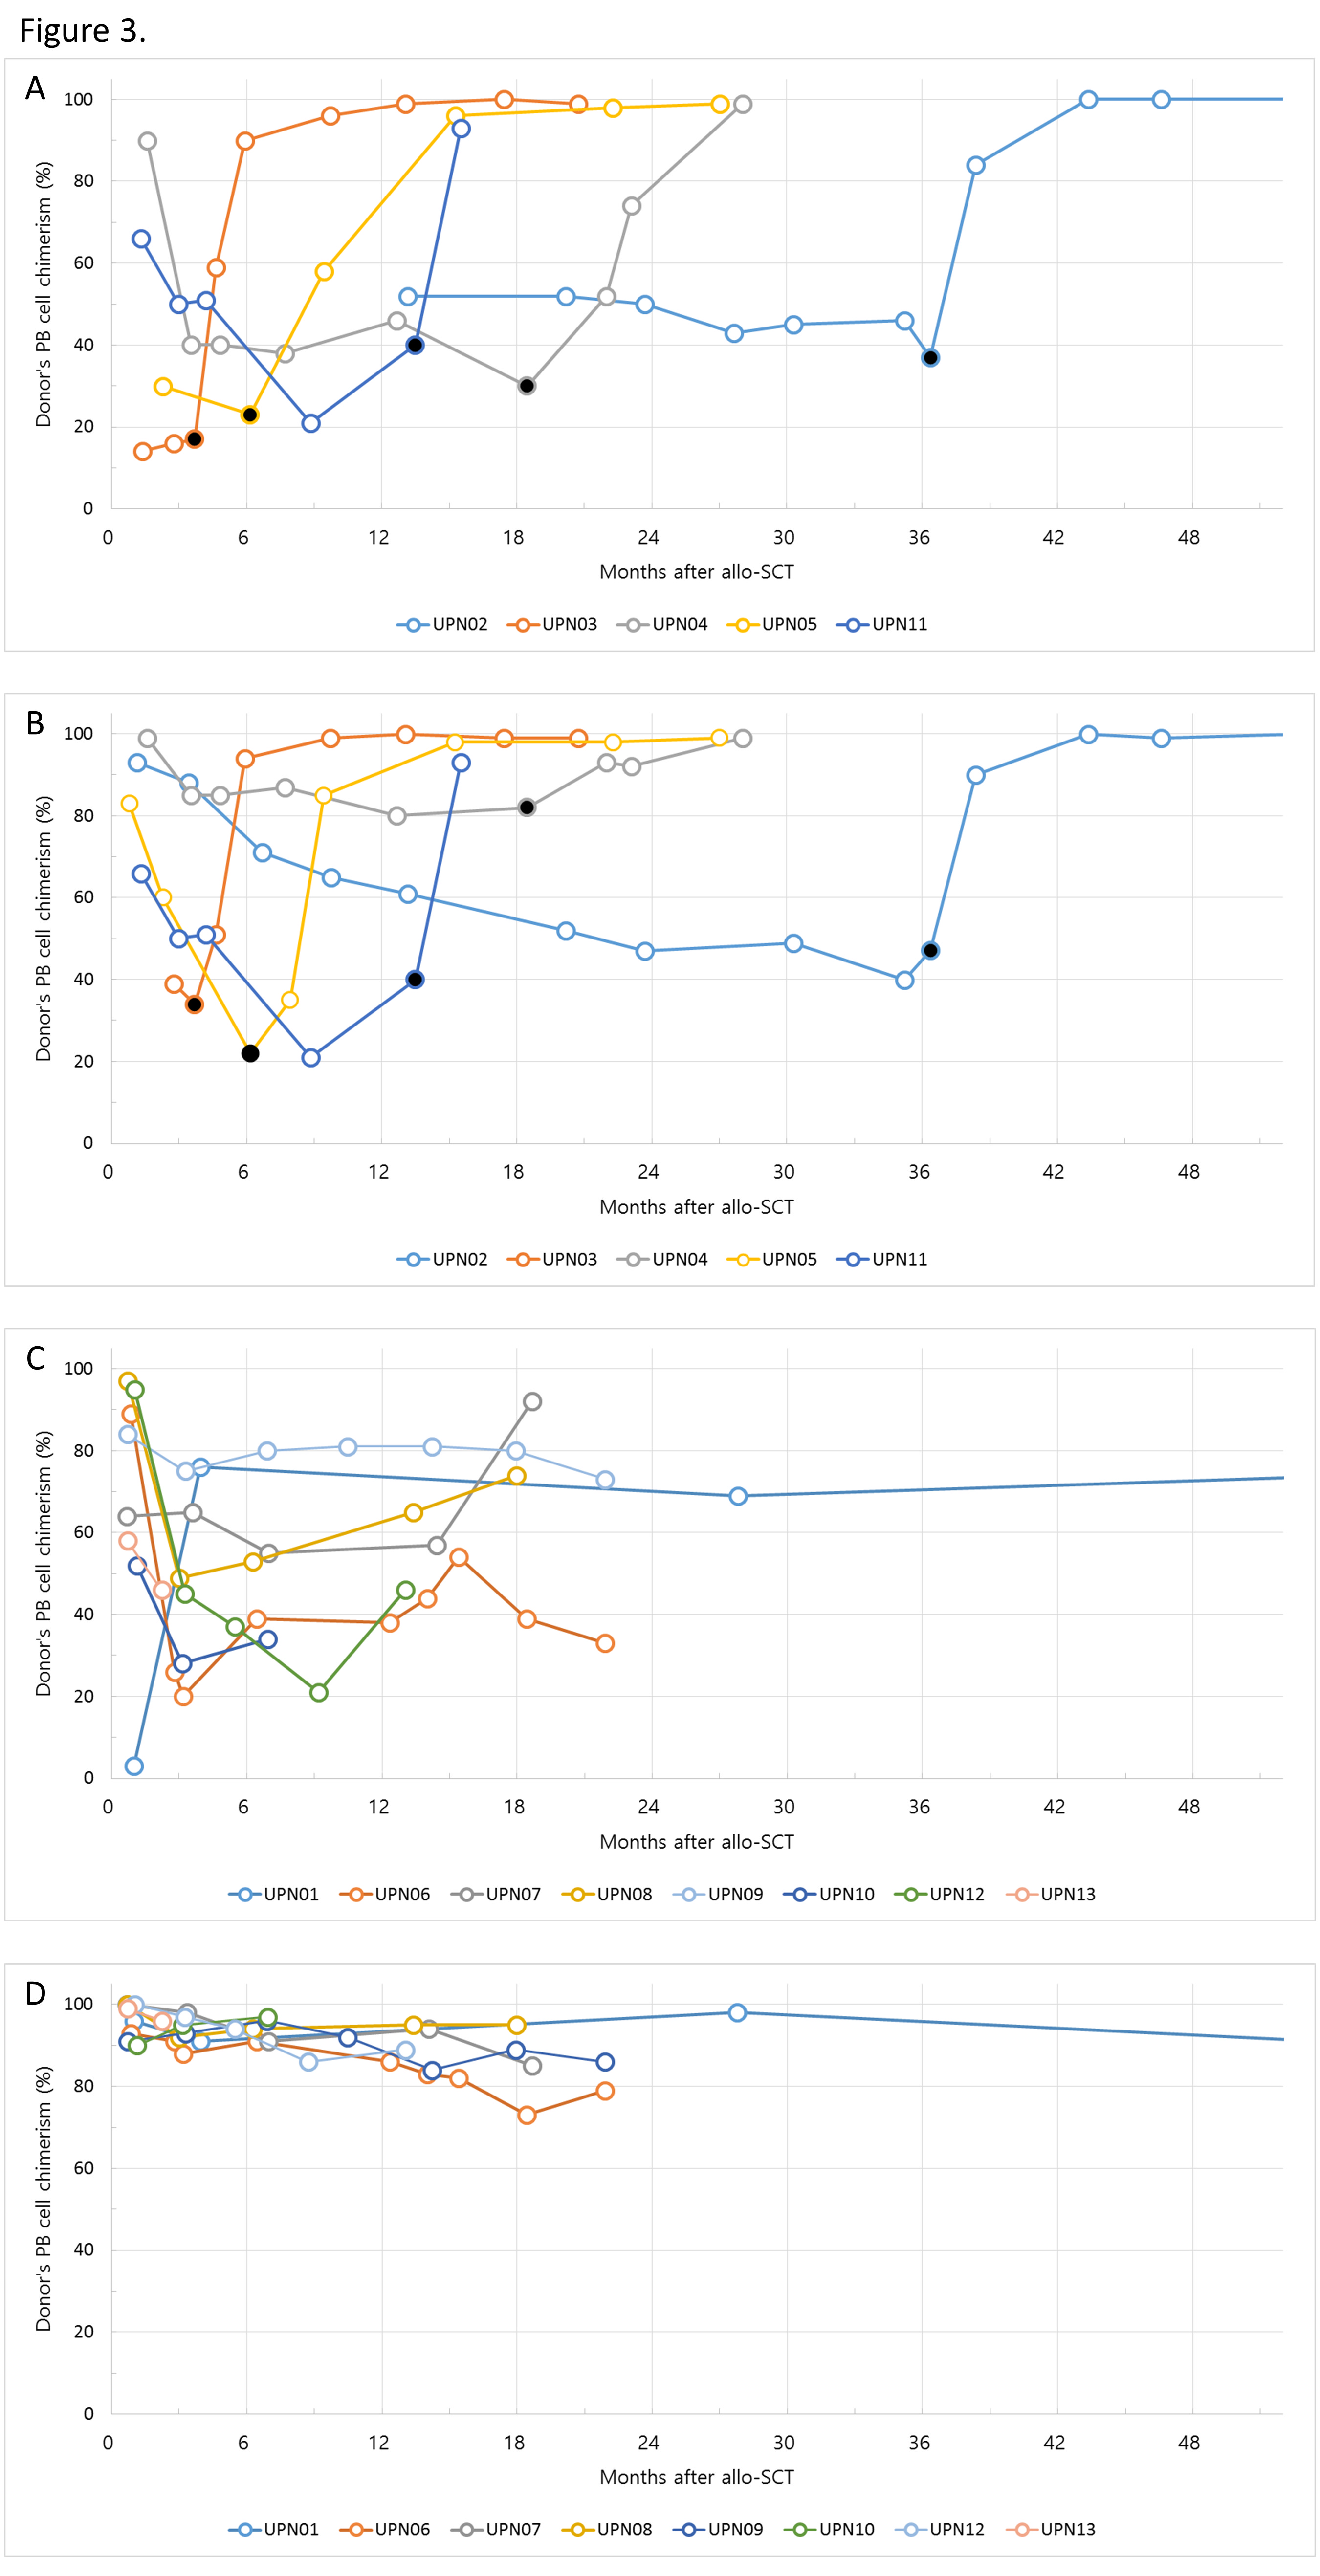 Figure 3.
A
100
80
60
40
20
0
Donor's PB cell chimerism (%)
0 6 12 18 24 30 36 42 48
Months after allo-SCT
UPN02 UPN03 UPN04 UPN05 UPN11
B
100
80
60
40
20
0
Donor's PB cell chimerism (%)
0 6 12 18 24 30 36 42 48
Months after allo-SCT
UPN02 UPN03 UPN04 UPN05 UPN11
C
100
80
60
40
20
0
Donor's PB cell chimerism (%)
0 6 12 18 24 30 36 42 48
Months after allo-SCT
UPN01 UPN06 UPN07 UPN08 UPN09 UPN10 UPN12 UPN13
D
100
80
60
40
20
0
Donor's PB cell chimerism (%)
0 6 12 18 24 30 36 42 48
Months after allo-SCT
UPN01 UPN06 UPN07 UPN08 UPN09 UPN10 UPN12 UPN13